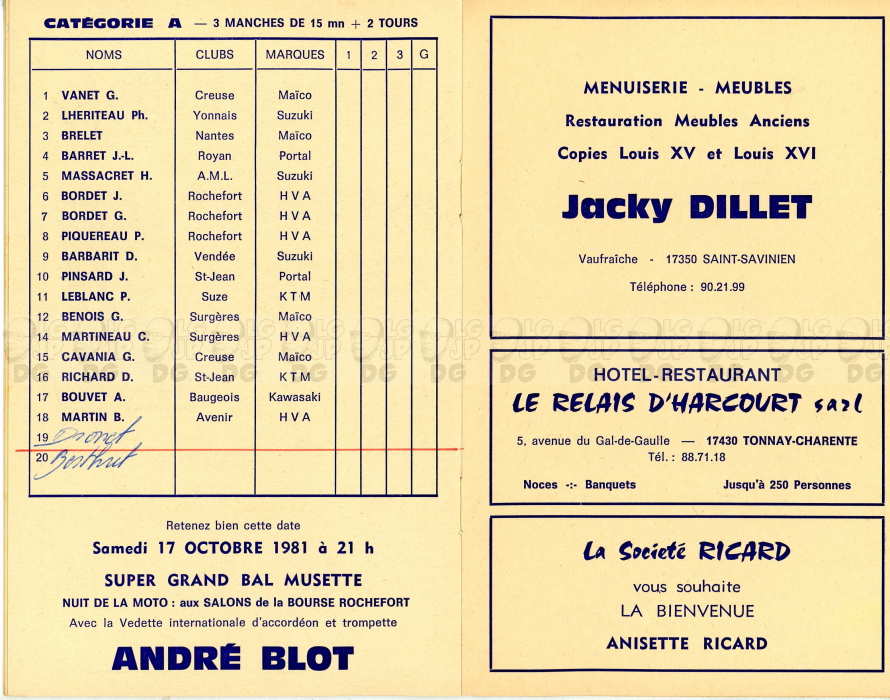 CATÉGORIE A — 3 MANCHES DE 15 mn + 2 TOURS
NOMS CLUBS MARQUES 1 2 3 G
1 VANET G. Creuse Maïco
2 LHERITEAU Ph. Yonnais Suzuki
3 BRELET Nantes Maïco
4 BARRET J.-L. Royan Portal
5 MASSACRET H. A.M.L. Suzuki
6 BORDET J. Rochefort H V A
7 BORDET G. Rochefort H V A
8 PIQUEREAU P. Rochefort H V A
9 BARBARIT D. Vendée Suzuki
10 PINSARD J. St-Jean Portal
11 LEBLANC P. Suze K T M
12 BENOIS G. Surgères Maïco
14 MARTINEAU C. Surgères H V A
15 CAVANIA G. Creuse Maïco
16 RICHARD D. St-Jean K T M
17 BOUVET A. Baugeois Kawasaki
18 MARTIN B. Avenir H V A
19
20
Retenez bien cette date
Samedi 17 OCTOBRE 1981 à 21 h
SUPER GRAND BAL MUSETTE
NUIT DE LA MOTO : aux SALONS de la BOURSE ROCHEFORT
Avec la Vedette internationale d'accordéon et trompette
ANDRÉ BLOT
MENUISERIE - MEUBLES
Restauration Meubles Anciens
Copies Louis XV et Louis XVI
Jacky DILLET
Vaufraîche - 17350 SAINT-SAVINIEN
Téléphone : 90.21.99
HOTEL-RESTAURANT
LE RELAIS D'HARCOURT sarl
5, avenue du Gal-de-Gaulle — 17430 TONNAY-CHARENTE
Tél. : 88.71.18
Noces -:- Banquets Jusqu'à 250 Personnes
La Societé RICARD
vous souhaite
LA BIENVENUE
ANISETTE RICARD